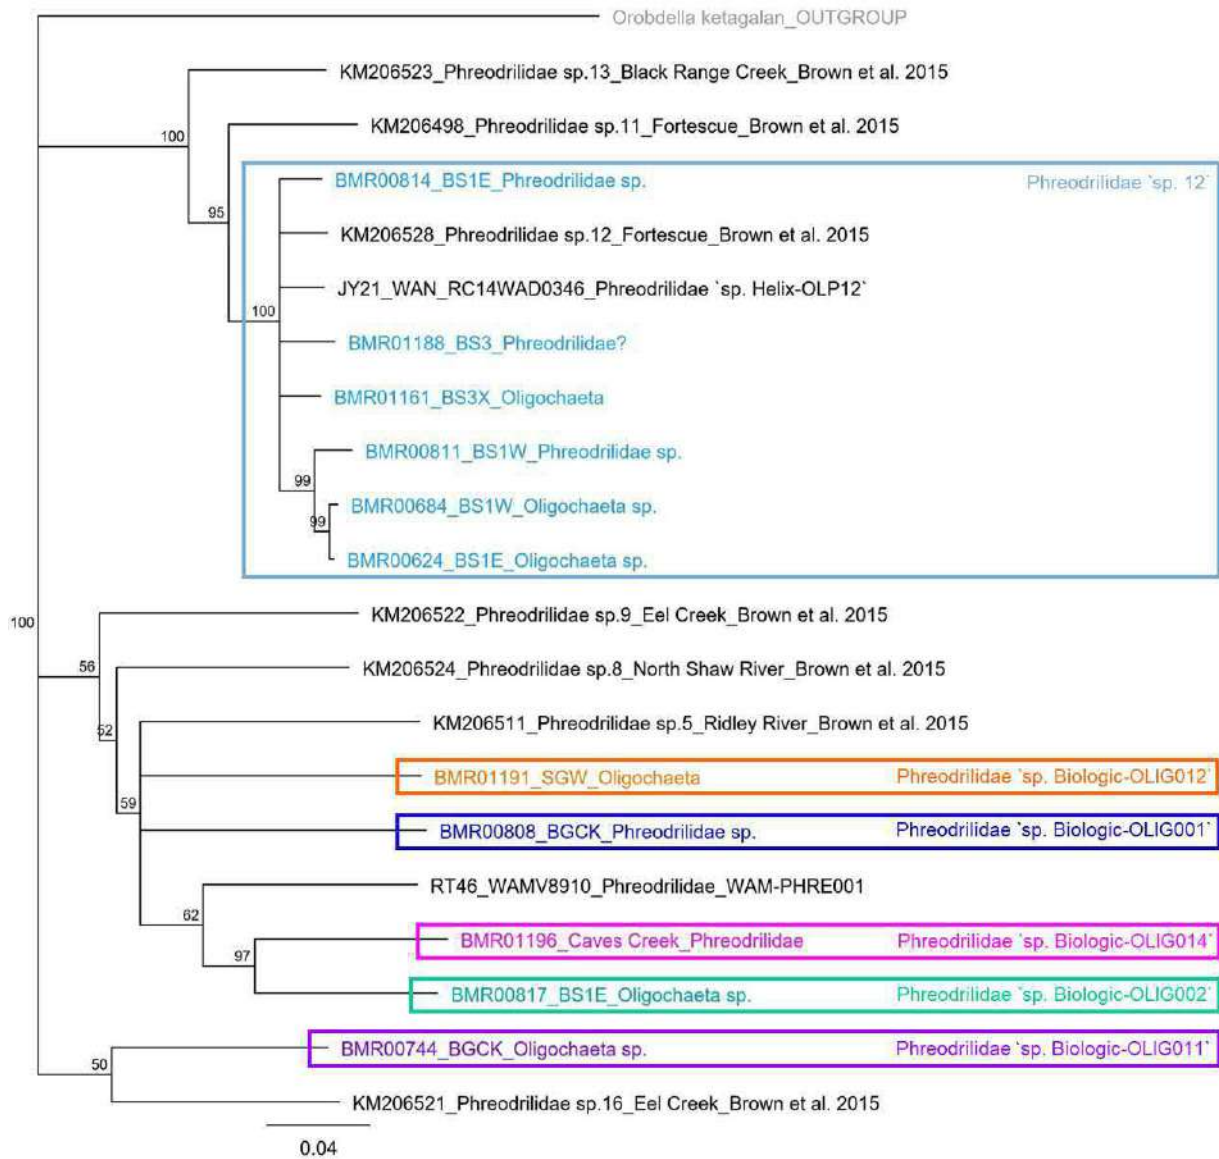 Orobdella ketagalan_OUTGROUP
KM206523_Phreodrilidae sp.13_Black Range Creek_Brown et al. 2015
100
KM206498_Phreodrilidae sp.11_Fortescue_Brown et al. 2015
BMR00814_BS1E_Phreodrilidae sp. Phreodrilidae `sp. 12`
95
KM206528_Phreodrilidae sp.12_Fortescue_Brown et al. 2015
JY21_WAN_RC14WAD0346_Phreodrilidae `sp. Helix-OLP12`
100
BMR01188_BS3_Phreodrilidae?
BMR01161_BS3X_Oligochaeta
BMR00811_BS1W_Phreodrilidae sp.
99
BMR00684_BS1W_Oligochaeta sp.
99
BMR00624_BS1E_Oligochaeta sp.
KM206522_Phreodrilidae sp.9_Eel Creek_Brown et al. 2015
100
56
KM206524_Phreodrilidae sp.8_North Shaw River_Brown et al. 2015
52
KM206511_Phreodrilidae sp.5_Ridley River_Brown et al. 2015
BMR01191_SGW_Oligochaeta Phreodrilidae `sp. Biologic-OLIG012`
59
BMR00808_BGCK_Phreodrilidae sp. Phreodrilidae `sp. Biologic-OLIG001`
RT46_WAMV8910_Phreodrilidae_WAM-PHRE001
62
BMR01196_Caves Creek_Phreodrilidae Phreodrilidae `sp. Biologic-OLIG014`
97
BMR00817_BS1E_Oligochaeta sp. Phreodrilidae `sp. Biologic-OLIG002`
BMR00744_BGCK_Oligochaeta sp. Phreodrilidae `sp. Biologic-OLIG011`
50
KM206521_Phreodrilidae sp.16_Eel Creek_Brown et al. 2015
0.04